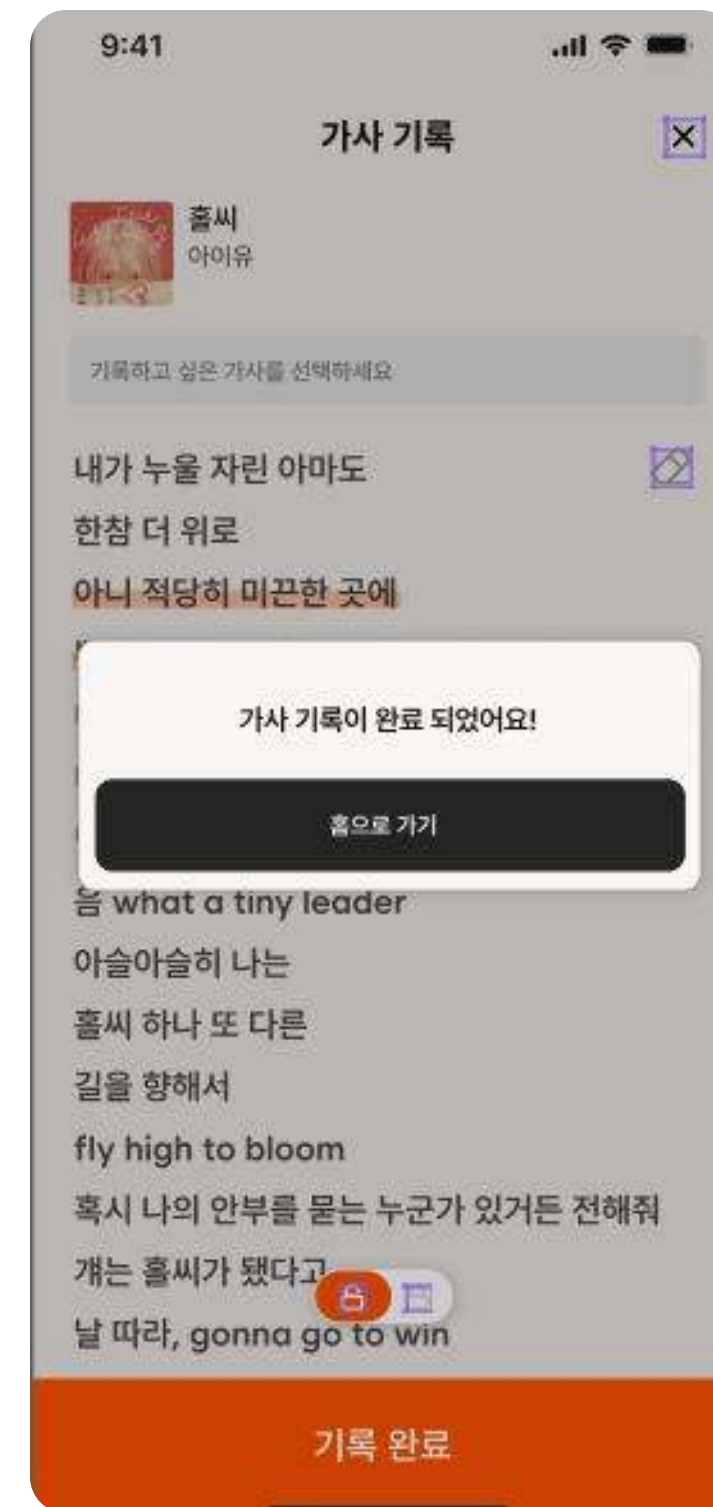 9:41
가사 기록
홀씨
아이유
기록하고 싶은 가사를 선택하세요
내가 누울 자린 아마도
한참 더 위로
아니 적당히 미끈한 곳에
가사 기록이 완료 되었어요!
홈으로 가기
음 what a tiny leader
아슬아슬히 나는
홀씨 하나 또 다른
길을 향해서
fly high to bloom
혹시 나의 안부를 묻는 누군가 있거든 전해줘
걔는 홀씨가 됐다고
날 따라, gonna go to win
기록 완료